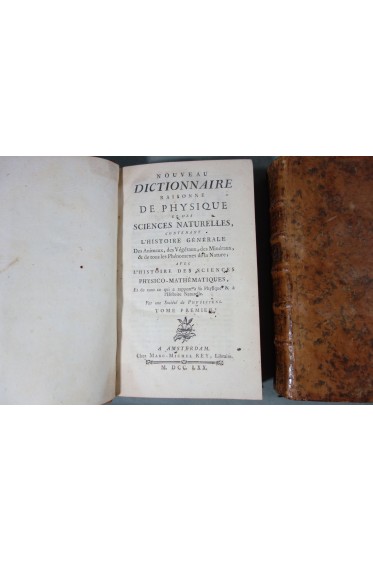 NOUVEAU
DICTIONNAIRE
RAISONNÉ
DE PHYSIQUE
ET DES
SCIENCES NATURELLES,
CONTENANT
L'HISTOIRE GÉNÉRALE
Des Animaux, des Végétaux, des Minéraux,
& de tous les Phénomenes de la Nature;
AVEC
L'HISTOIRE DES SCIENCES
PHYSICO-MATHÉMATIQUES,
Et de tout ce qui a rapport à la Physique & à
l'Histoire Naturelle.
Par une Société de Physiciens.
TOME PREMIER.
A AMSTERDAM,
Chez MARC-MICHEL REY, Libraire.
M. DCC. LXX.